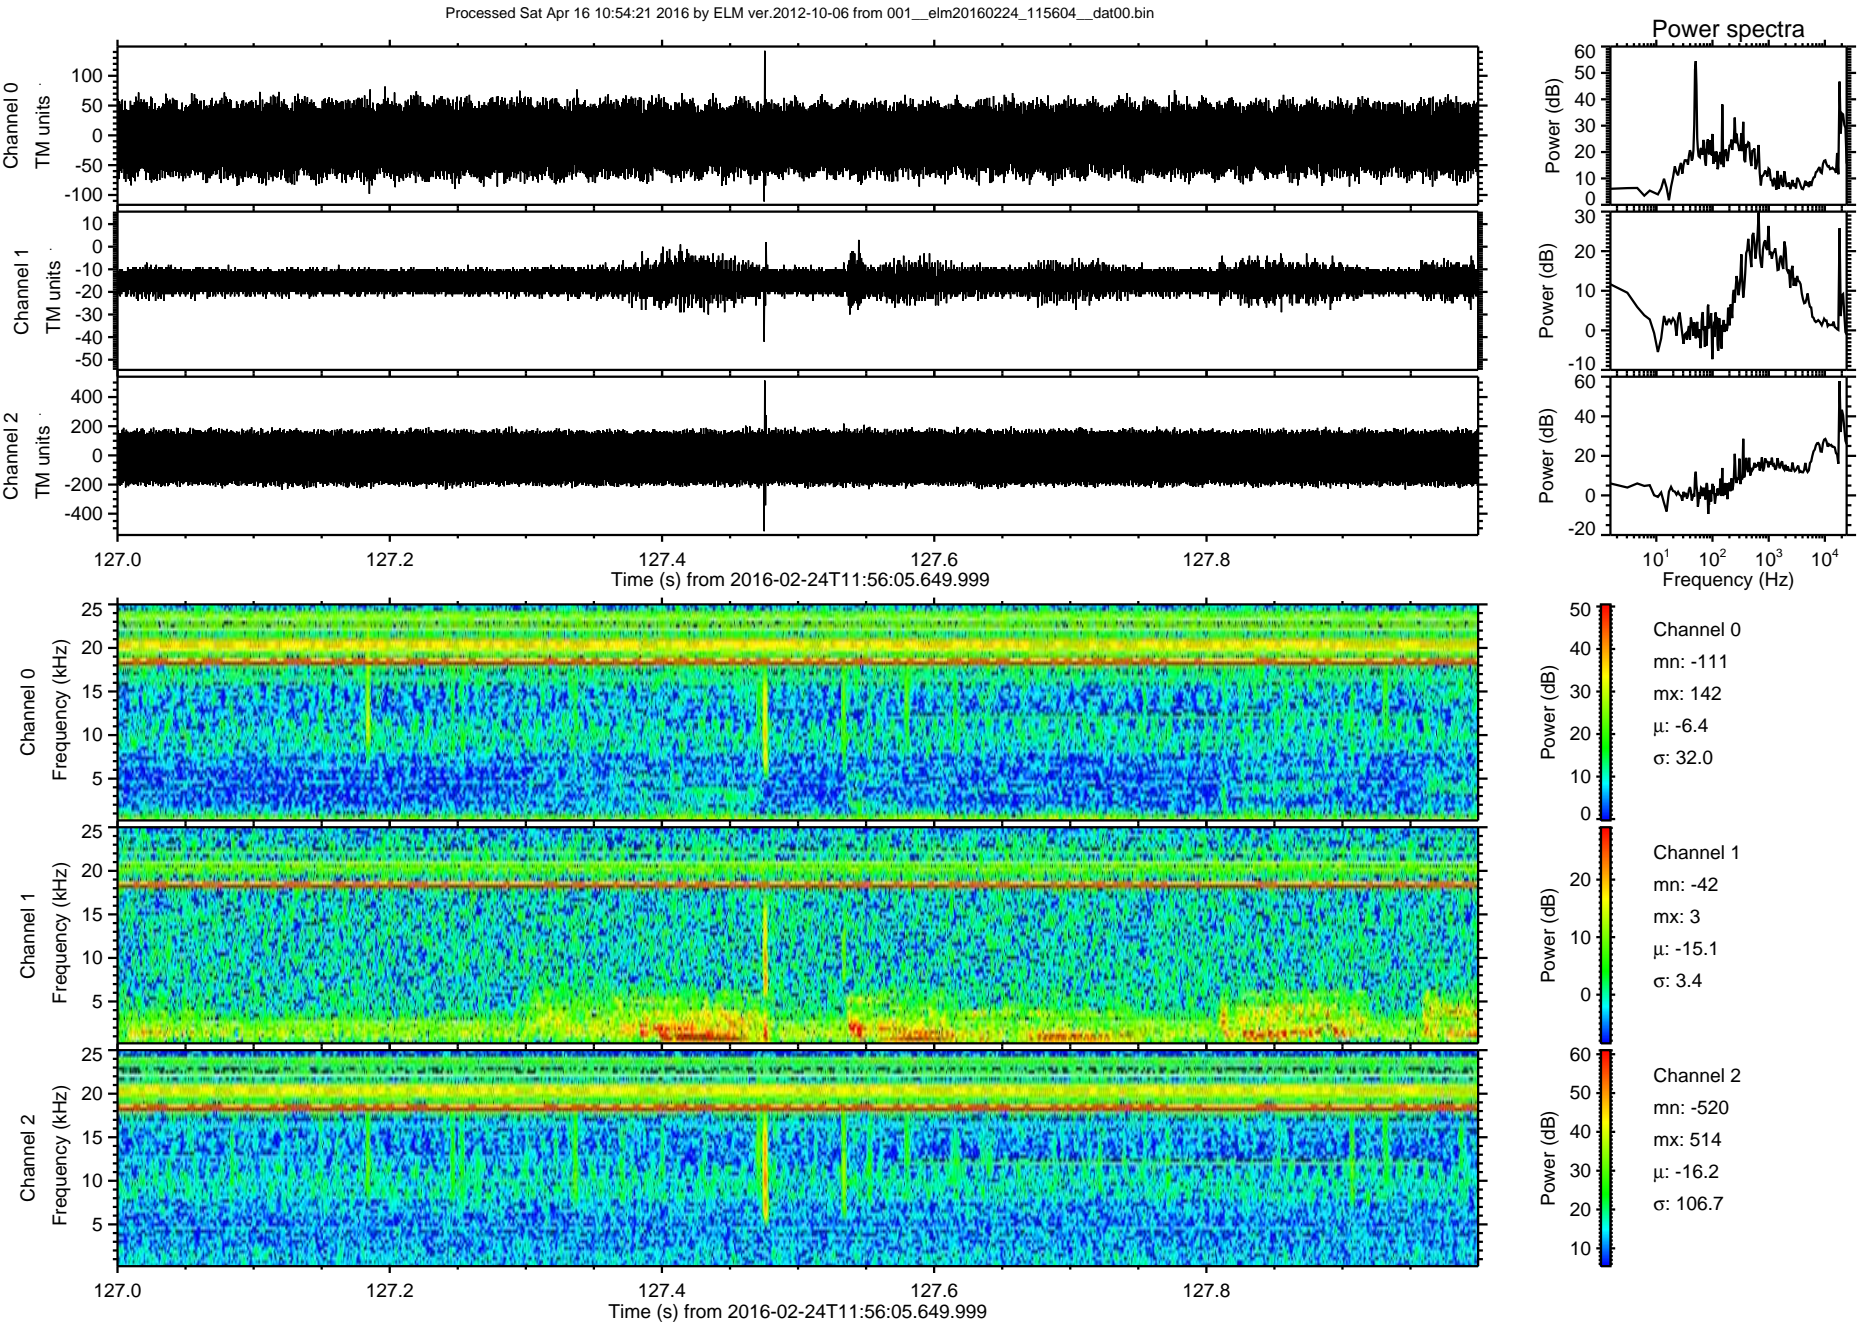 Processed Sat Apr 16 10:54:21 2016 by ELM ver.2012-10-06 from 001__elm20160224_115604__dat00.bin
Power spectra
Channel 0
TM units
100
50
0
-50
-100
Power (dB)
60
50
40
30
20
10
0
Channel 1
TM units
10
0
-10
-20
-30
-40
-50
Power (dB)
30
20
10
0
-10
Channel 2
TM units
400
200
0
-200
-400
Power (dB)
60
40
20
0
-20
127.0 127.2 127.4 127.6 127.8
Time (s) from 2016-02-24T11:56:05.649.999
10¹ 10² 10³ 10⁴
Frequency (Hz)
Channel 0
Frequency (kHz)
25
20
15
10
5
Power (dB)
50
40
30
20
10
0
Channel 0
mn: -111
mx: 142
μ: -6.4
σ: 32.0
Channel 1
Frequency (kHz)
25
20
15
10
5
Power (dB)
20
10
0
Channel 1
mn: -42
mx: 3
μ: -15.1
σ: 3.4
Channel 2
Frequency (kHz)
25
20
15
10
5
Power (dB)
60
50
40
30
20
10
Channel 2
mn: -520
mx: 514
μ: -16.2
σ: 106.7
127.0 127.2 127.4 127.6 127.8
Time (s) from 2016-02-24T11:56:05.649.999